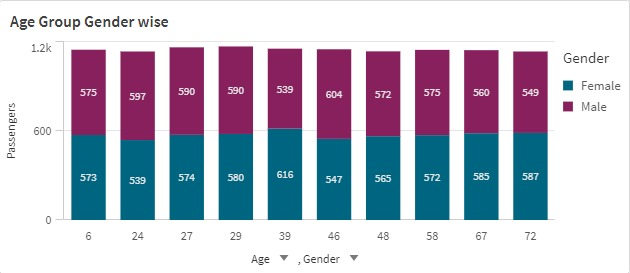 Age Group Gender wise
1.2k
600
0
Passengers
575 597 590 590 539 604 572 575 560 549
573 539 574 580 616 547 565 572 585 587
6 24 27 29 39 46 48 58 67 72
Age , Gender
Gender
Female
Male